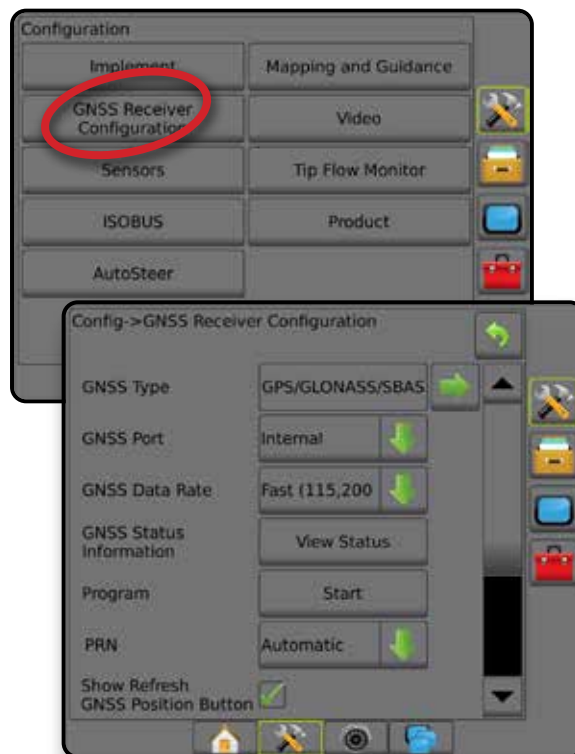 Configuration
Implement
Mapping and Guidance
GNSS Receiver
Configuration
Video
Sensors
Tip Flow Monitor
ISOBUS
Product
AutoSteer
Config->GNSS Receiver Configuration
GNSS Type
GPS/GLONASS/SBAS
GNSS Port
Internal
GNSS Data Rate
Fast (115,200
GNSS Status
Information
View Status
Program
Start
PRN
Automatic
Show Refresh
GNSS Position Button